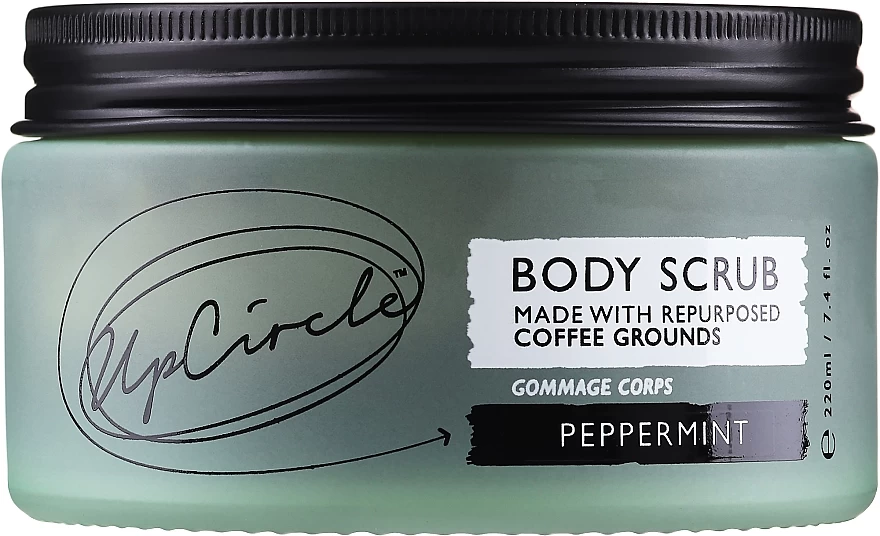 UpCircle™
BODY SCRUB
MADE WITH REPURPOSED
COFFEE GROUNDS
GOMMAGE CORPS
PEPPERMINT
e 220ml / 7.4 fl. oz